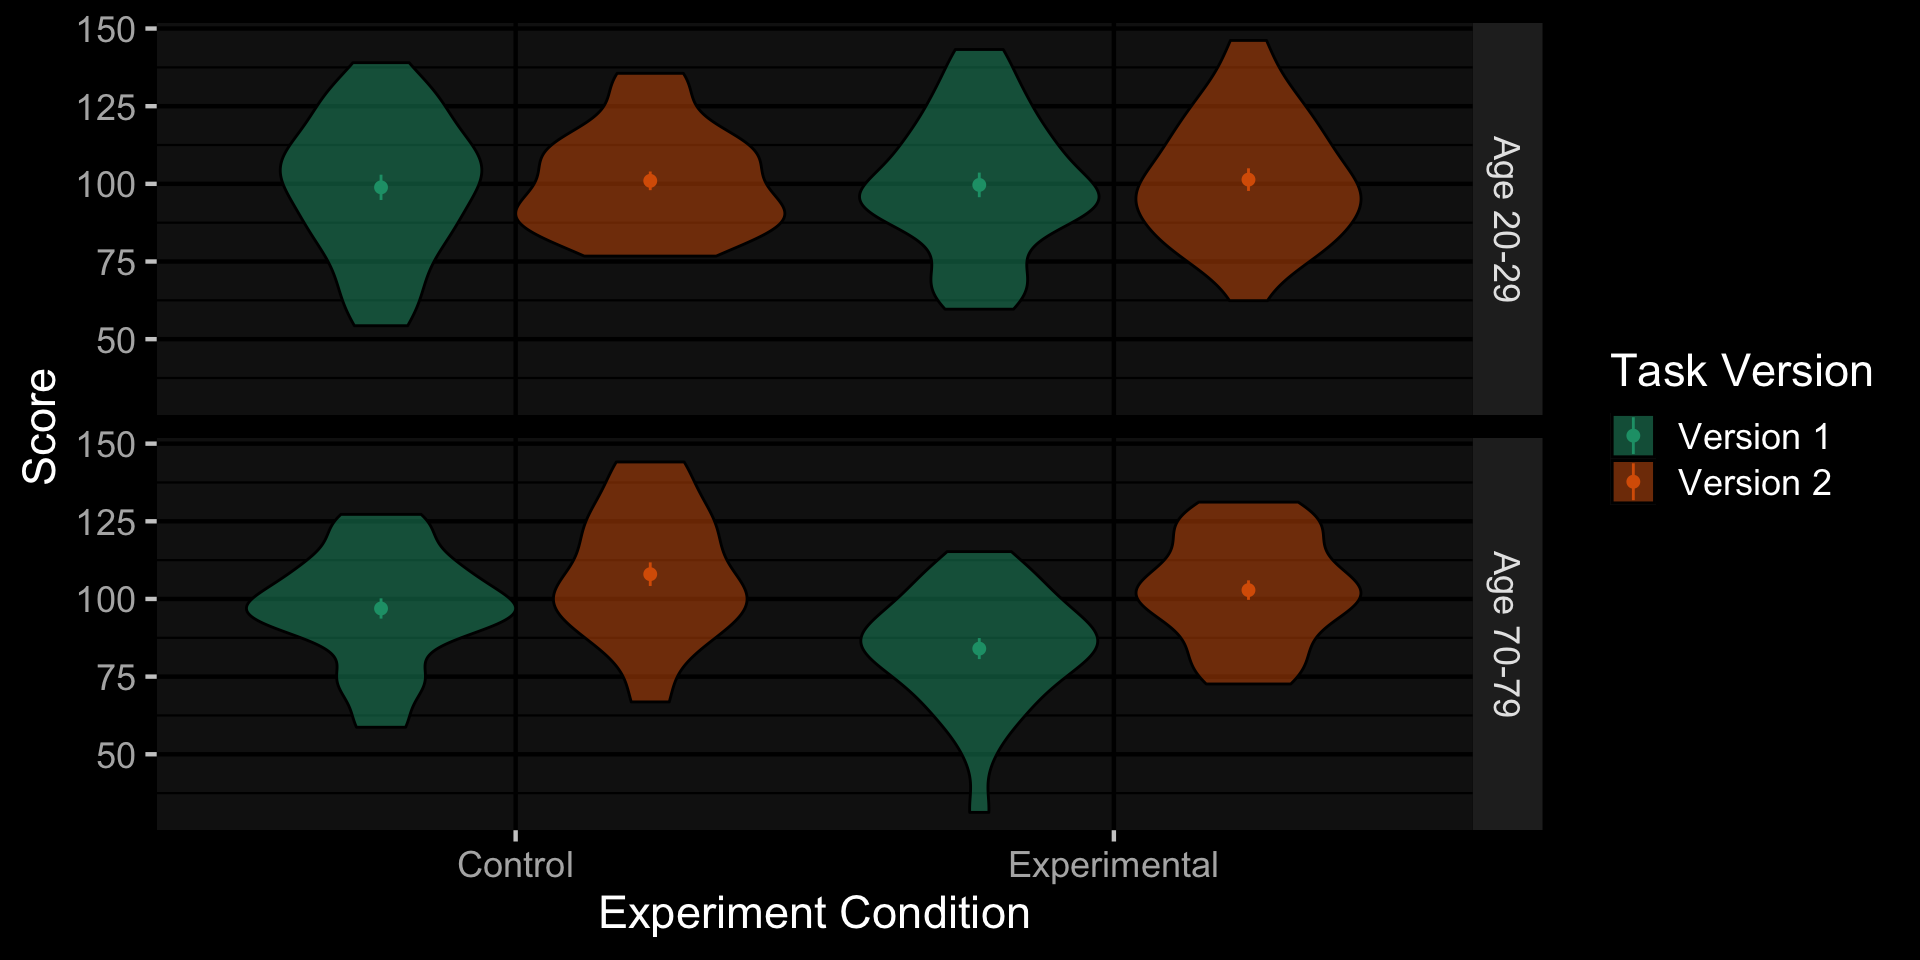 150
125
100
75
50
Age 20-29
150
125
100
75
50
Age 70-79
Score
Control
Experimental
Experiment Condition
Task Version
Version 1
Version 2